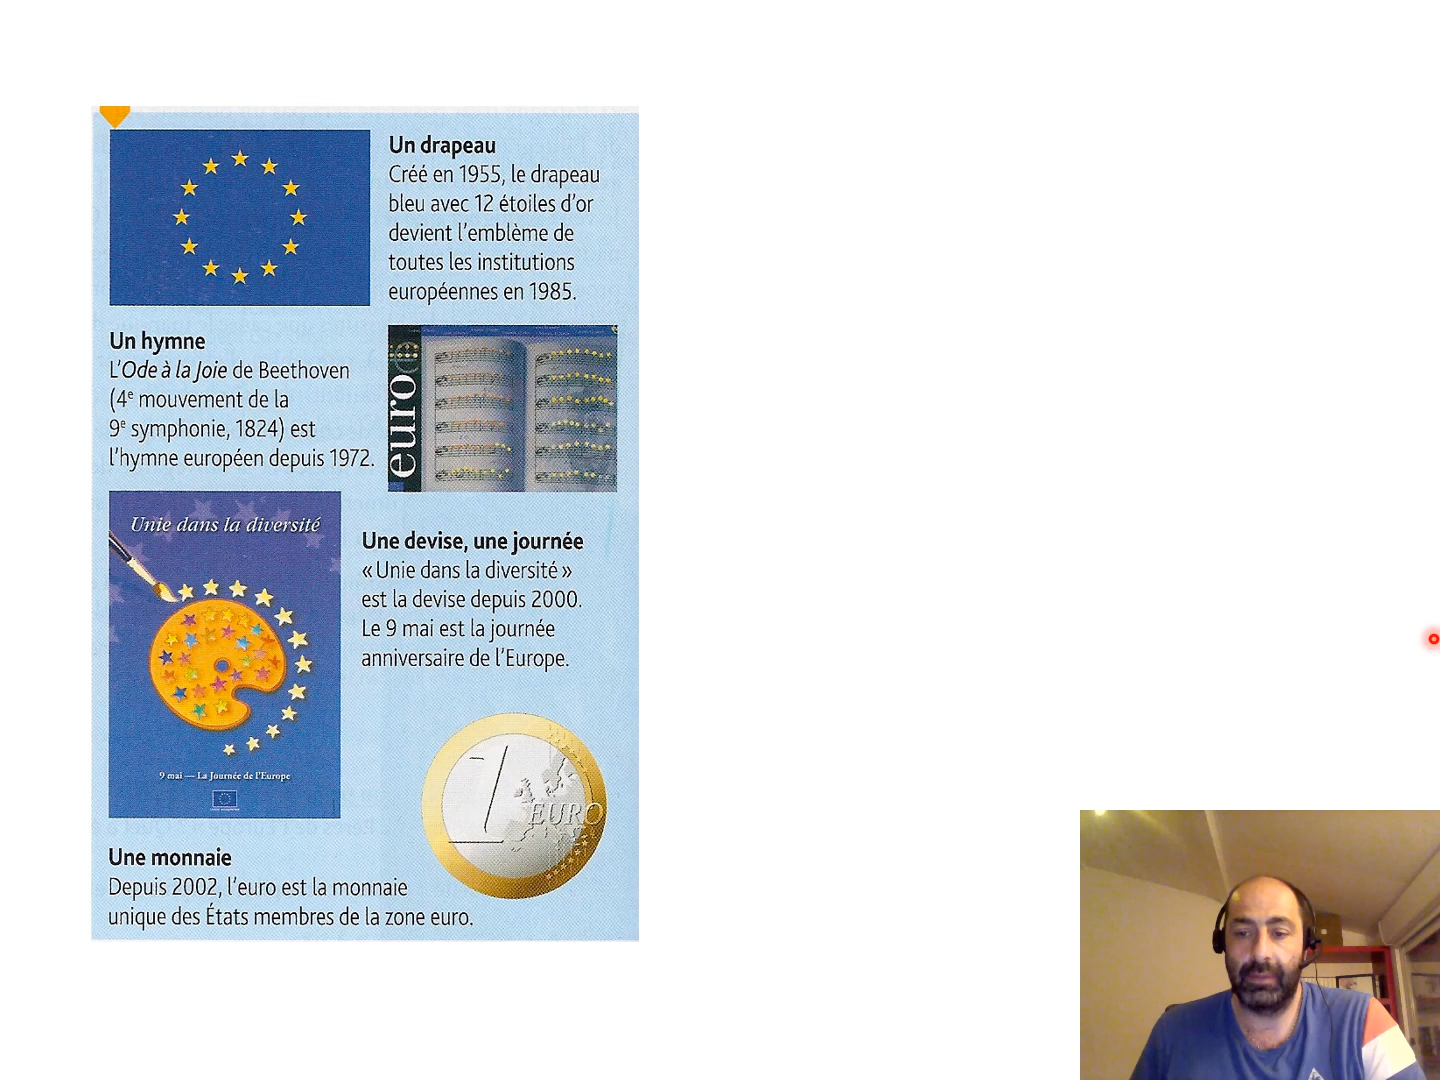 Un drapeau
Créé en 1955, le drapeau
bleu avec 12 étoiles d'or
devient l'emblème de
toutes les institutions
européennes en 1985.
Un hymne
L'Ode à la Joie de Beethoven
(4e mouvement de la
9e symphonie, 1824) est
l'hymne européen depuis 1972.
euro
Unie dans la diversité
9 mai — La Journée de l'Europe
Une devise, une journée
« Unie dans la diversité »
est la devise depuis 2000.
Le 9 mai est la journée
anniversaire de l'Europe.
1
EURO
Une monnaie
Depuis 2002, l'euro est la monnaie
unique des États membres de la zone euro.